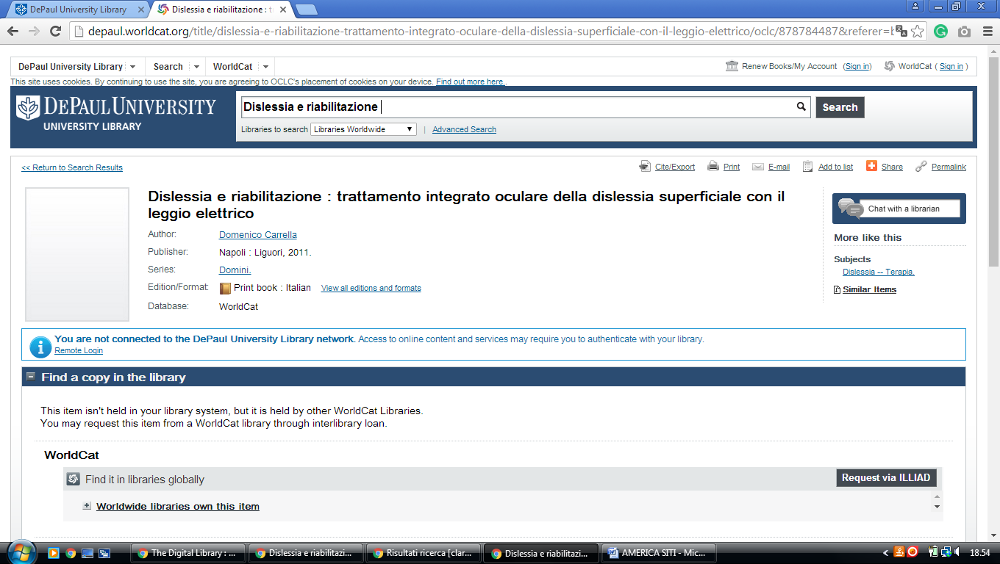 DePaul University Library
Dislessia e riabilitazione : t
depaul.worldcat.org/title/dislessia-e-riabilitazione-trattamento-integrato-oculare-della-dislessia-superficiale-con-il-leggio-elettrico/oclc/878784487&referer=b
DePaul University Library Search WorldCat Renew Books/My Account (Sign in) WorldCat ( Sign in )
This site uses cookies. By continuing to use the site, you are agreeing to OCLC's placement of cookies on your device. Find out more here..
DEPAUL UNIVERSITY
UNIVERSITY LIBRARY
Dislessia e riabilitazione
Search
Libraries to search Libraries Worldwide | Advanced Search
<< Return to Search Results
Cite/Export Print E-mail Add to list Share Permalink
Dislessia e riabilitazione : trattamento integrato oculare della dislessia superficiale con il
leggio elettrico
Author: Domenico Carrella
Publisher: Napoli : Liguori, 2011.
Series: Domini.
Edition/Format: Print book : Italian View all editions and formats
Database: WorldCat
Chat with a librarian
More like this
Subjects
Dislessia -- Terapia.
Similar Items
You are not connected to the DePaul University Library network. Access to online content and services may require you to authenticate with your library.
Remote Login
Find a copy in the library
This item isn't held in your library system, but it is held by other WorldCat Libraries.
You may request this item from a WorldCat library through interlibrary loan.
WorldCat
Find it in libraries globally
Request via ILLIAD
Worldwide libraries own this item
The Digital Library : ... Dislessia e riabilitazi... Risultati ricerca [clar... Dislessia e riabilitazi... AMERICA SITI - Mic... 18.54